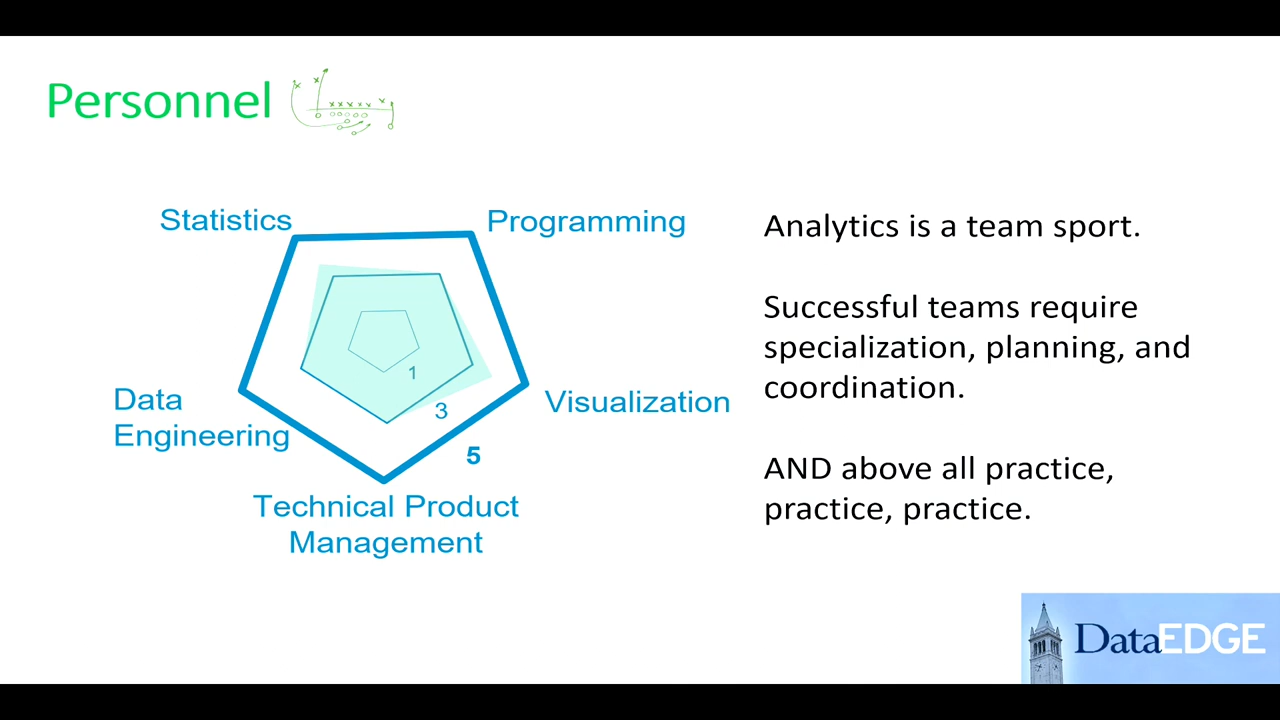 Personnel
Statistics
Programming
Data
Engineering
Visualization
Technical Product
Management
1
3
5
Analytics is a team sport.
Successful teams require
specialization, planning, and
coordination.
AND above all practice,
practice, practice.
DataEDGE